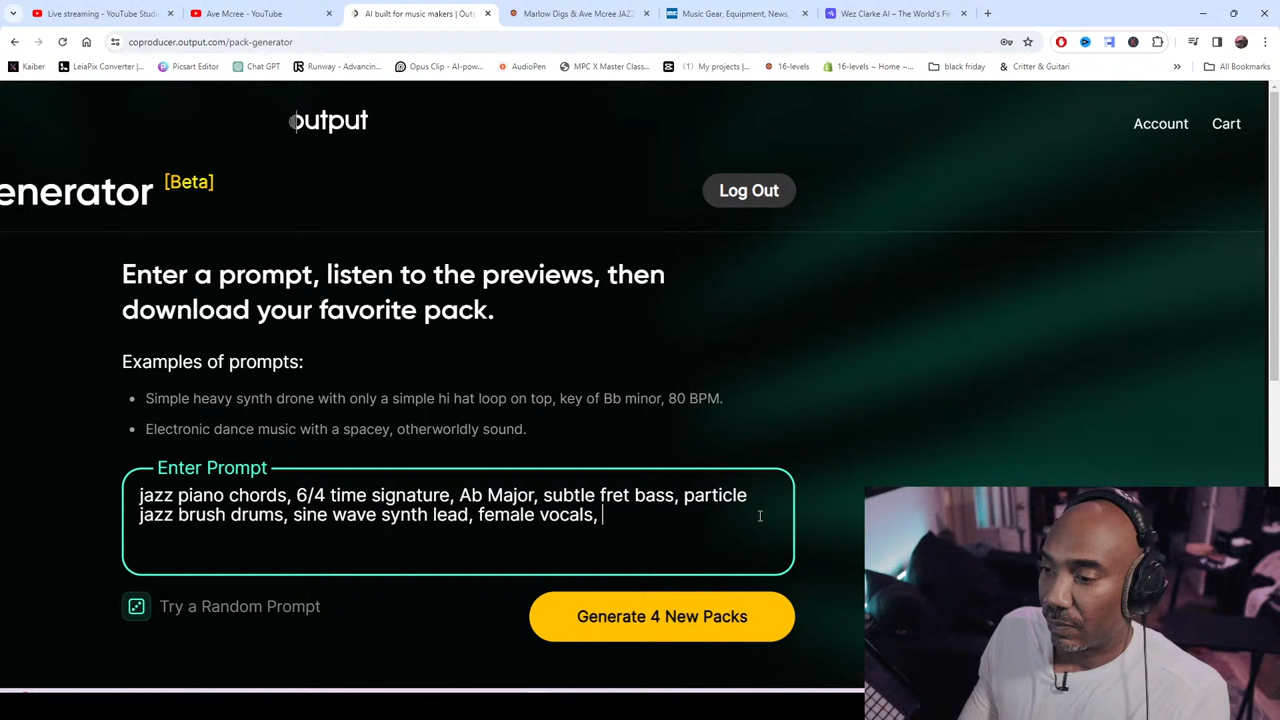 Live streaming - YouTube Studi
Ave Mcree - YouTube
AI built for music makers | Outp
Marlow Digs & Ave Mcree JAZZ
Music Gear, Equipment, News, T
Wez Clarke AI – The World's Fi
coproducer.output.com/pack-generator
Kaiber
LeiaPix Converter |...
Picsart Editor
Chat GPT
Runway - Advancin...
Opus Clip - AI-pow...
AudioPen
MPC X Master Class...
(1) My projects |...
16-levels
16-levels ~ Home ~...
black friday
Critter & Guitari
All Bookmarks
output
Account
Cart
enerator [Beta]
Log Out
Enter a prompt, listen to the previews, then
download your favorite pack.
Examples of prompts:
Simple heavy synth drone with only a simple hi hat loop on top, key of Bb minor, 80 BPM.
Electronic dance music with a spacey, otherworldly sound.
Enter Prompt
jazz piano chords, 6/4 time signature, Ab Major, subtle fret bass, particle
jazz brush drums, sine wave synth lead, female vocals,
Try a Random Prompt
Generate 4 New Packs